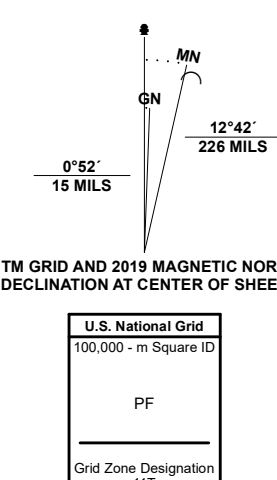 MN
GN
12°42´
226 MILS
0°52´
15 MILS
TM GRID AND 2019 MAGNETIC NOR
DECLINATION AT CENTER OF SHEE
U.S. National Grid
100,000 - m Square ID
PF
Grid Zone Designation